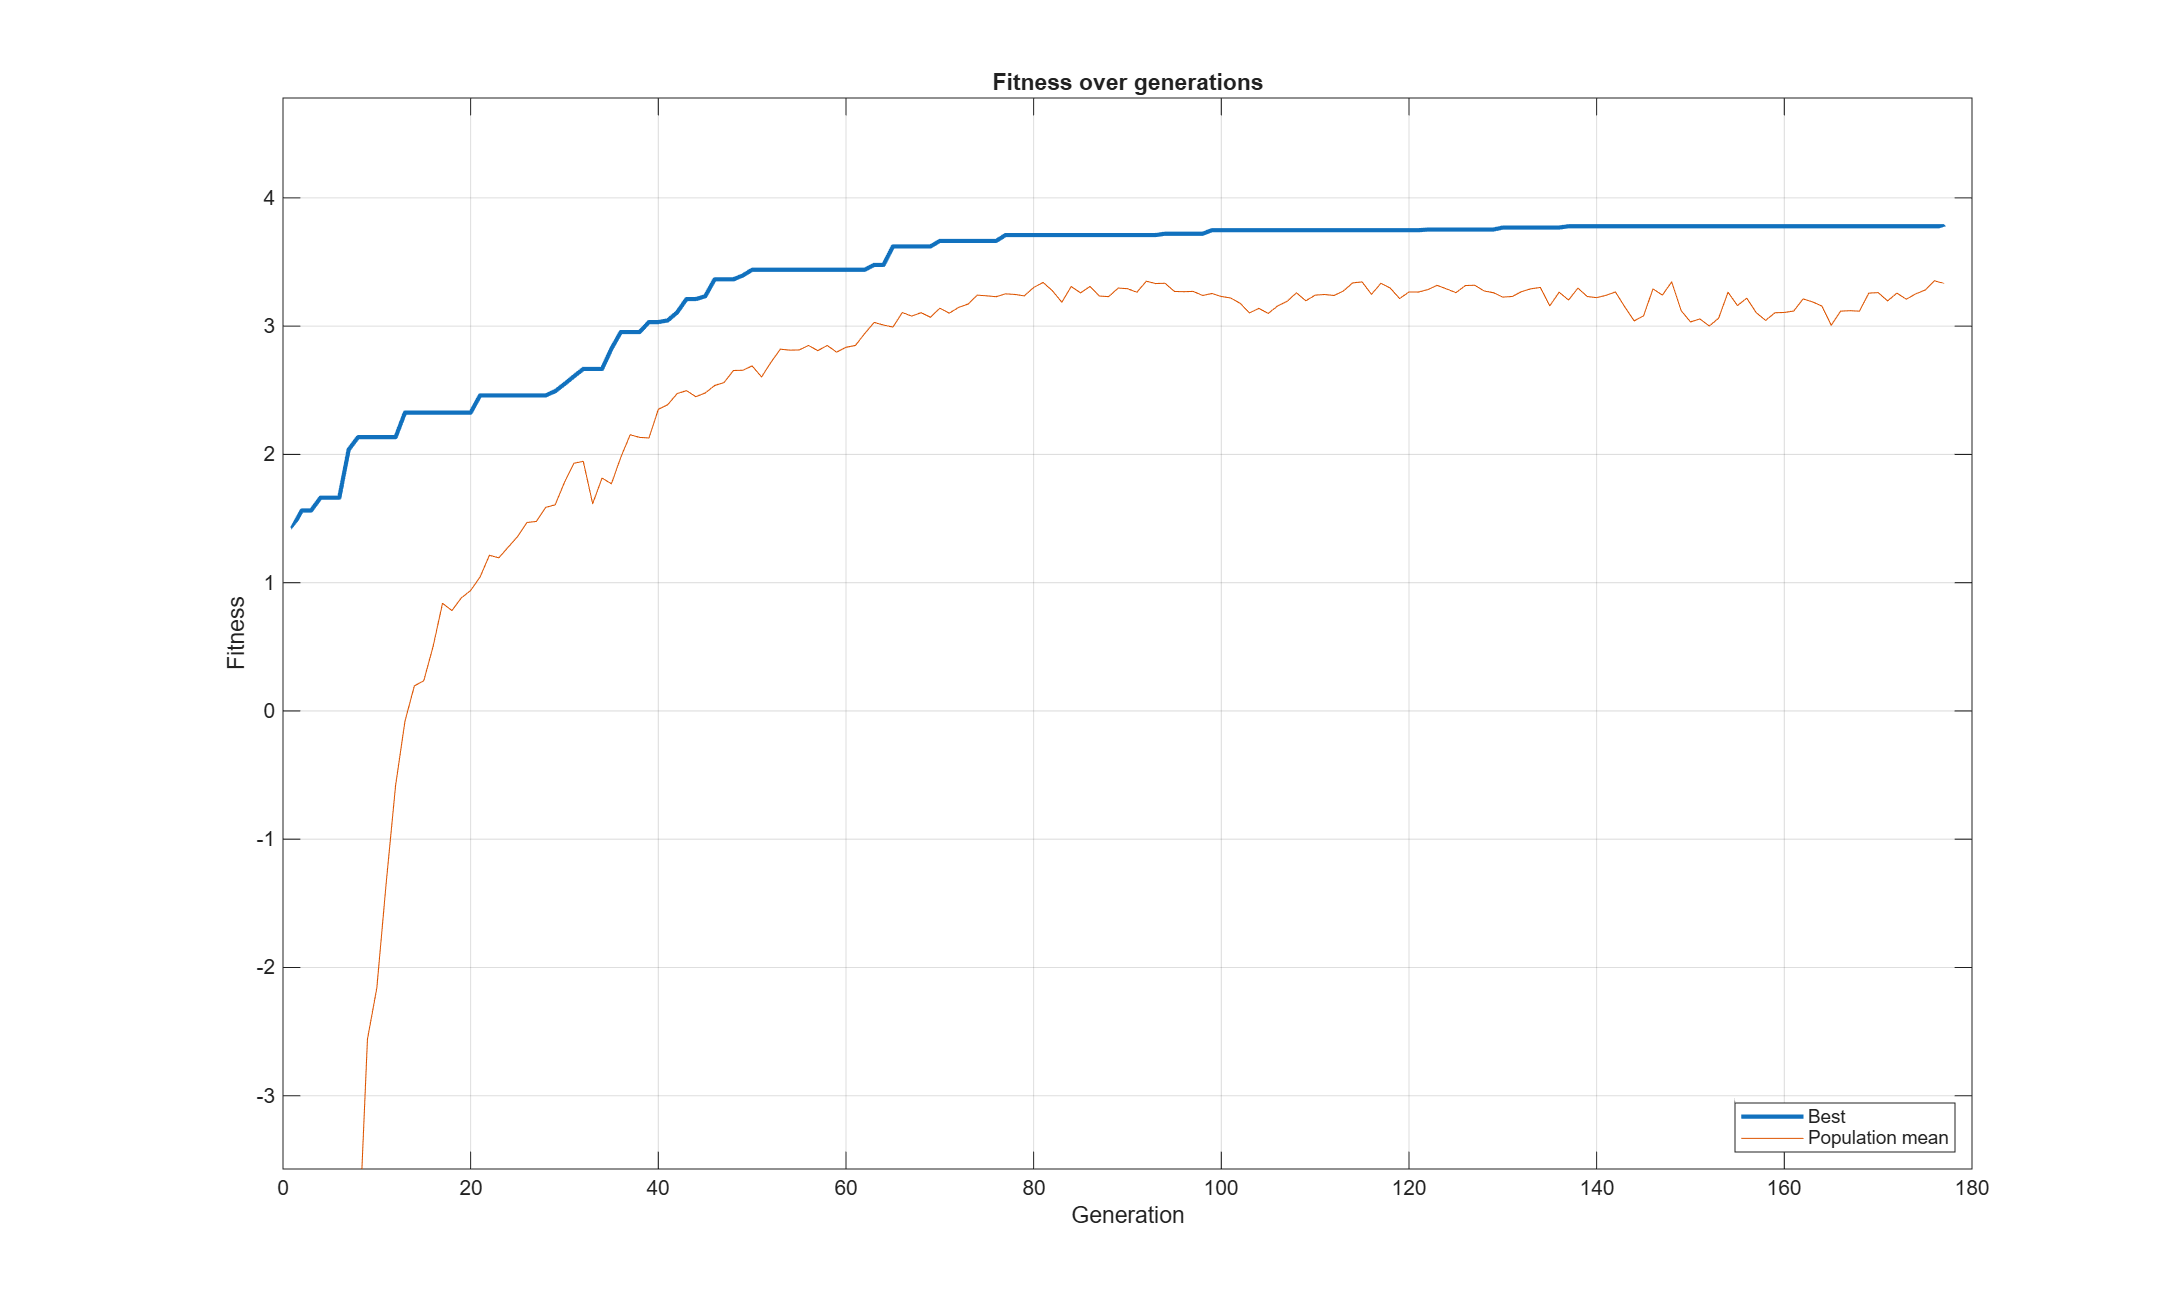 Fitness over generations
4
3
2
1
0
-1
-2
-3
Fitness
0 20 40 60 80 100 120 140 160 180
Generation
Best
Population mean